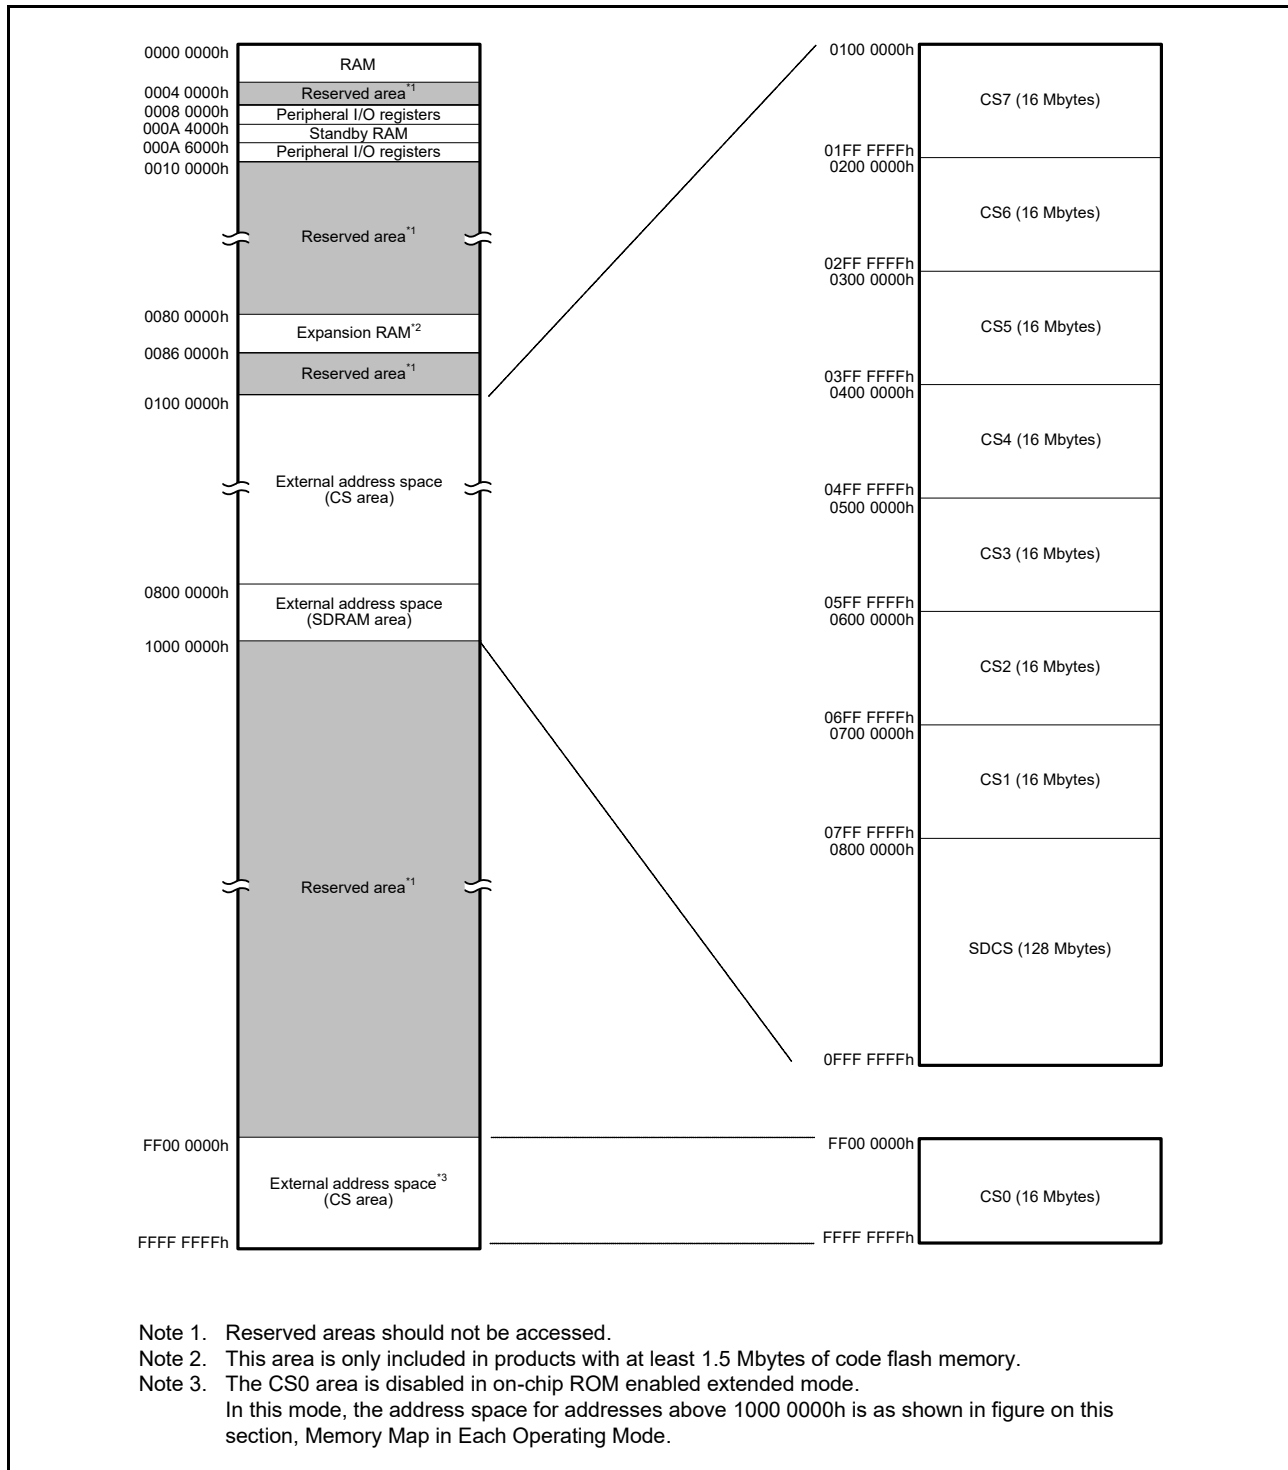 0000 0000h
RAM
0004 0000h
Reserved area*1
0008 0000h
Peripheral I/O registers
000A 4000h
Standby RAM
000A 6000h
Peripheral I/O registers
0010 0000h
Reserved area*1
0080 0000h
Expansion RAM*2
0086 0000h
Reserved area*1
0100 0000h
External address space
(CS area)
0800 0000h
External address space
(SDRAM area)
1000 0000h
Reserved area*1
FF00 0000h
External address space*3
(CS area)
FFFF FFFFh
0100 0000h
CS7 (16 Mbytes)
01FF FFFFh
0200 0000h
CS6 (16 Mbytes)
02FF FFFFh
0300 0000h
CS5 (16 Mbytes)
03FF FFFFh
0400 0000h
CS4 (16 Mbytes)
04FF FFFFh
0500 0000h
CS3 (16 Mbytes)
05FF FFFFh
0600 0000h
CS2 (16 Mbytes)
06FF FFFFh
0700 0000h
CS1 (16 Mbytes)
07FF FFFFh
0800 0000h
SDCS (128 Mbytes)
0FFF FFFFh
FF00 0000h
CS0 (16 Mbytes)
FFFF FFFFh
Note 1. Reserved areas should not be accessed.
Note 2. This area is only included in products with at least 1.5 Mbytes of code flash memory.
Note 3. The CS0 area is disabled in on-chip ROM enabled extended mode.
In this mode, the address space for addresses above 1000 0000h is as shown in figure on this
section, Memory Map in Each Operating Mode.